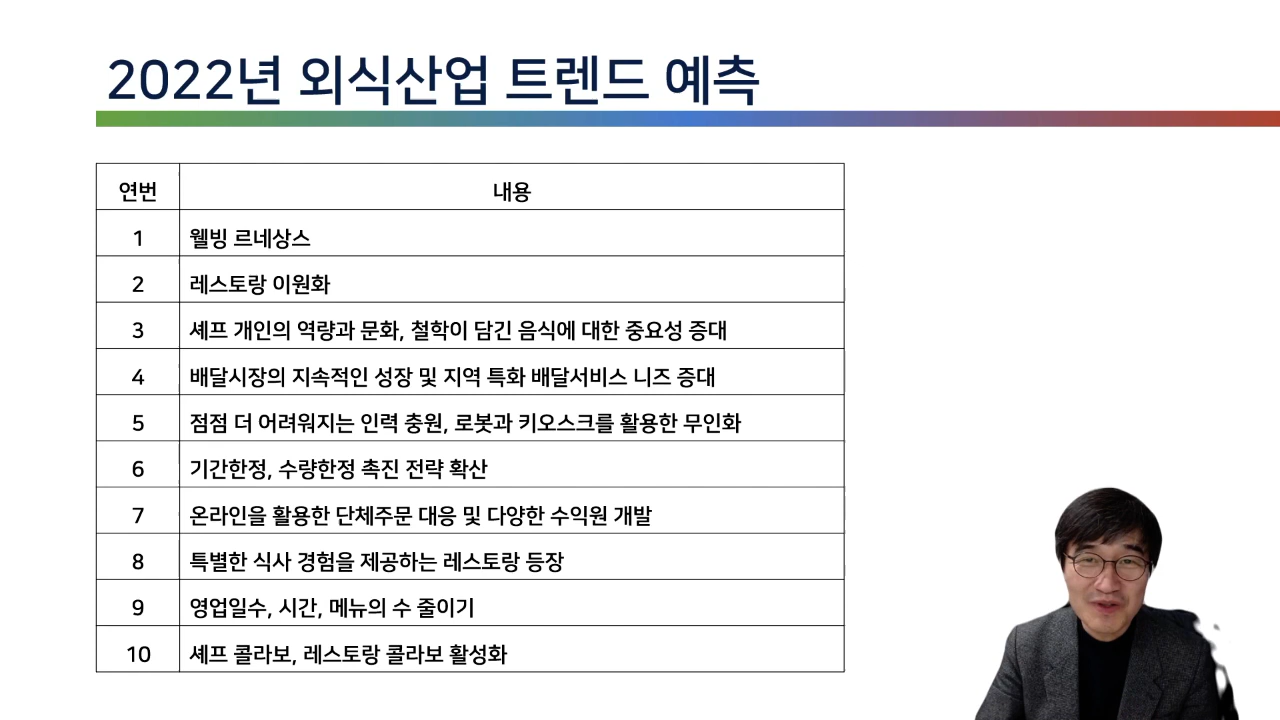 2022년 외식산업 트렌드 예측
연번 내용
1 웰빙 르네상스
2 레스토랑 이원화
3 셰프 개인의 역량과 문화, 철학이 담긴 음식에 대한 중요성 증대
4 배달시장의 지속적인 성장 및 지역 특화 배달서비스 니즈 증대
5 점점 더 어려워지는 인력 충원, 로봇과 키오스크를 활용한 무인화
6 기간한정, 수량한정 촉진 전략 확산
7 온라인을 활용한 단체주문 대응 및 다양한 수익원 개발
8 특별한 식사 경험을 제공하는 레스토랑 등장
9 영업일수, 시간, 메뉴의 수 줄이기
10 셰프 콜라보, 레스토랑 콜라보 활성화